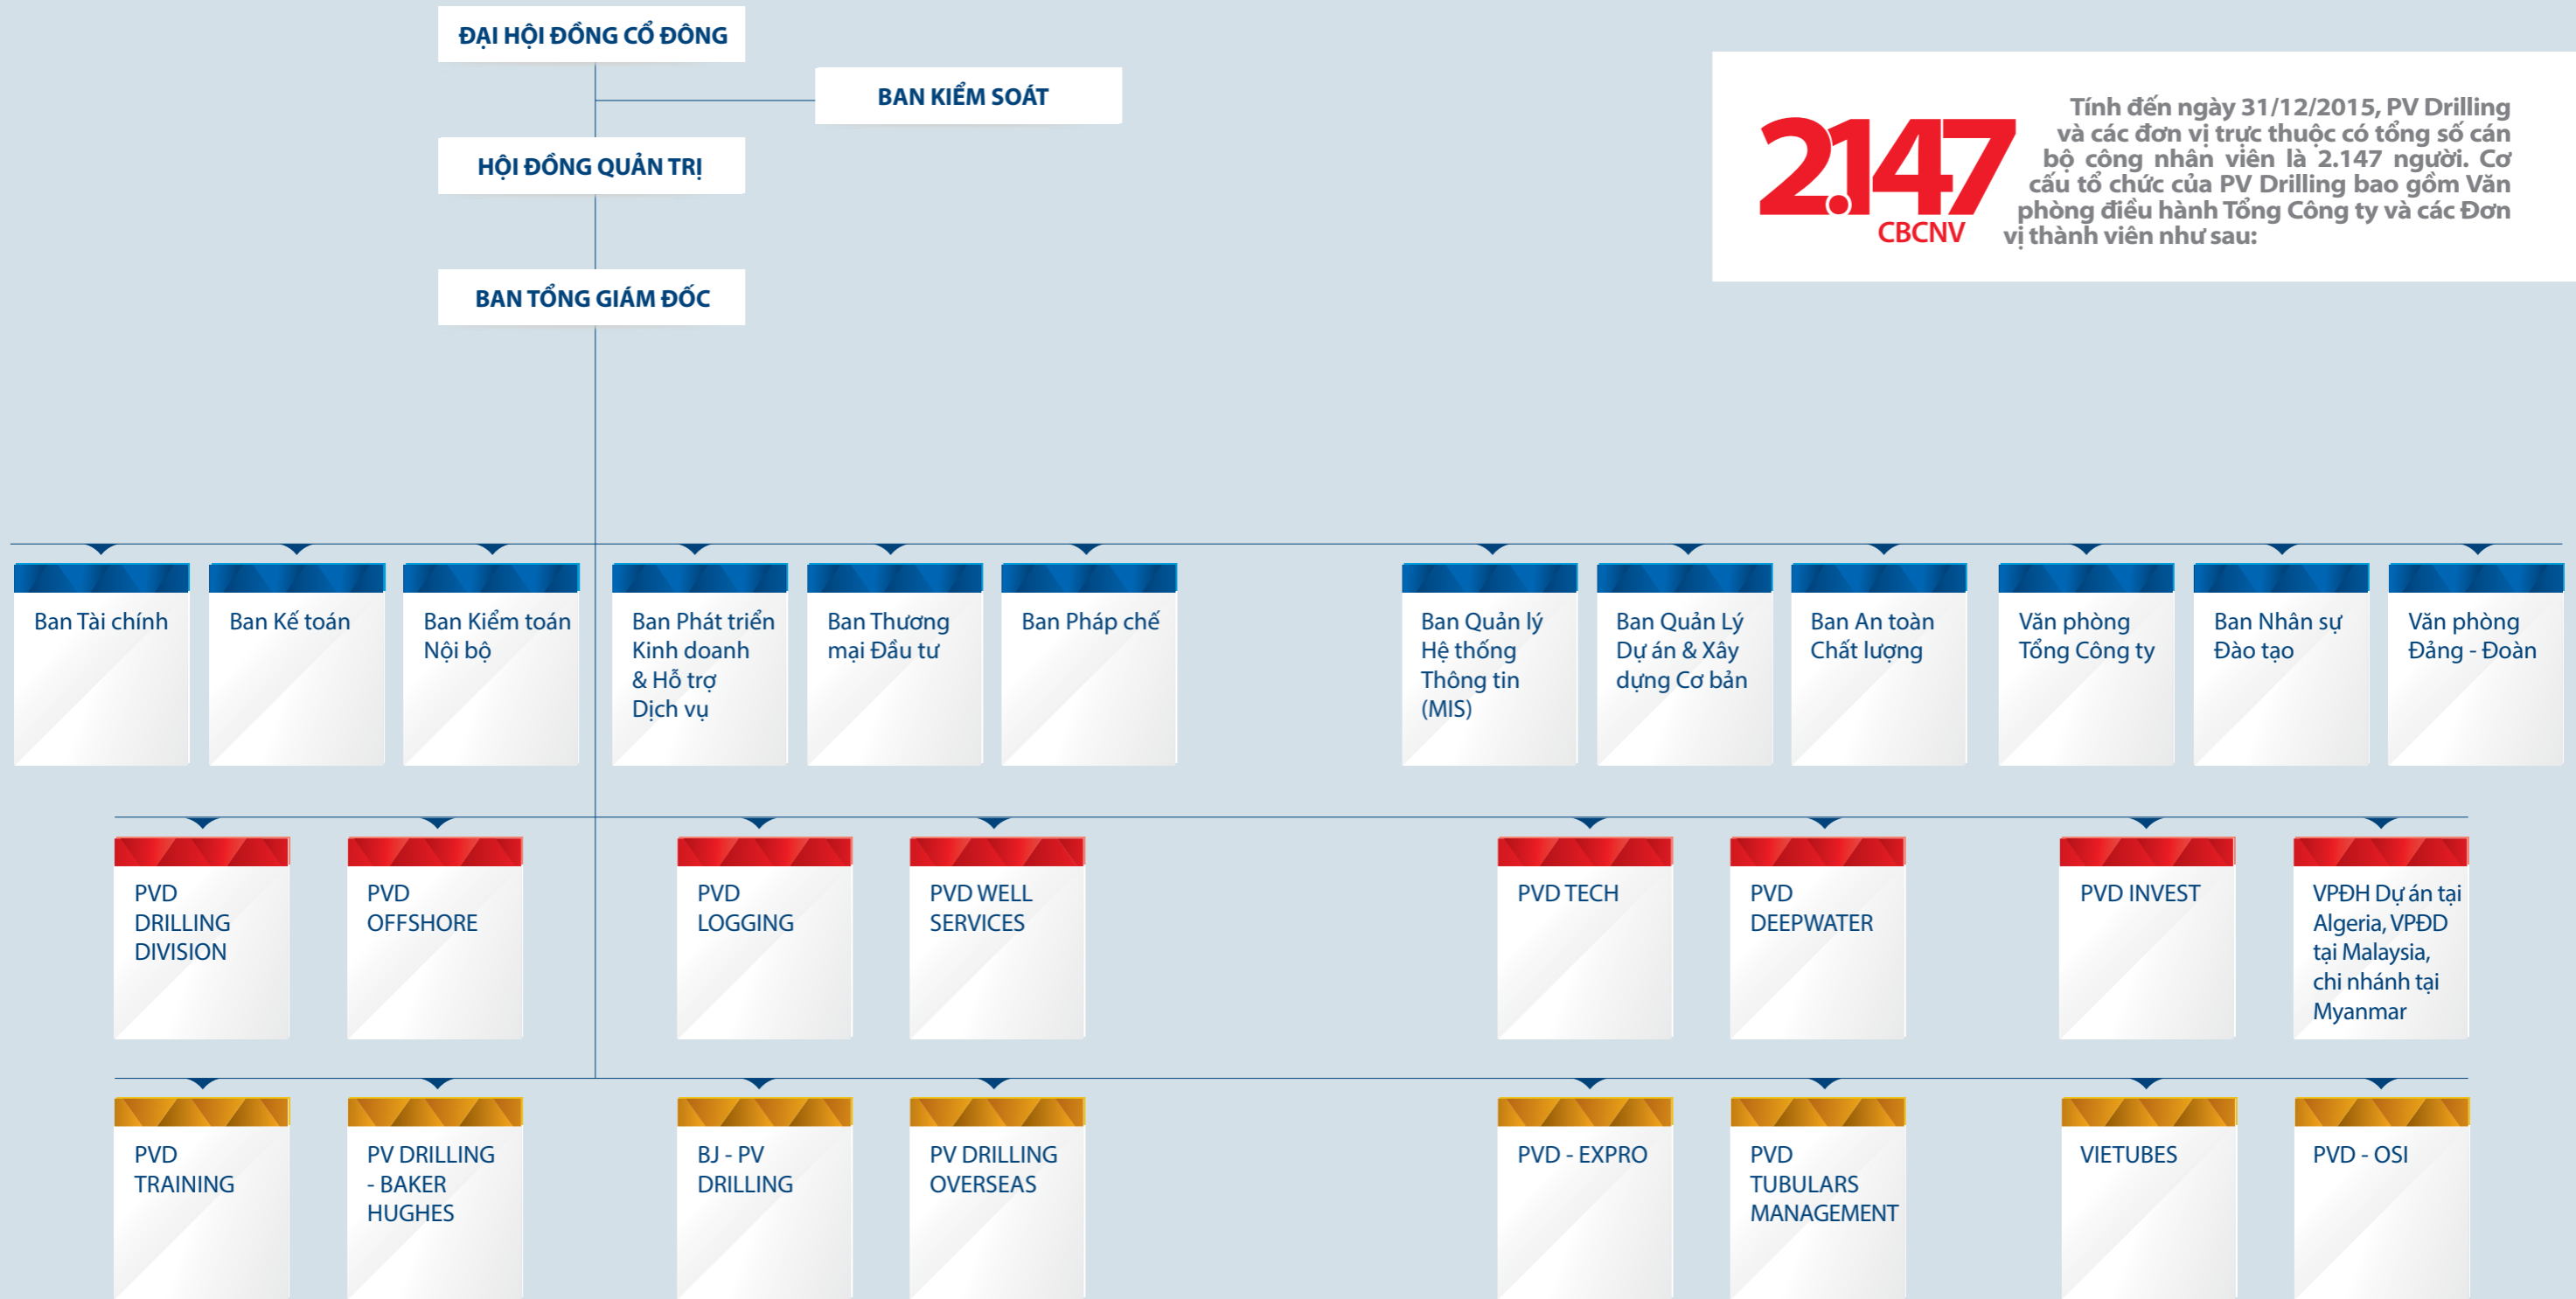 ĐẠI HỘI ĐỒNG CỔ ĐÔNG
BAN KIỂM SOÁT
HỘI ĐỒNG QUẢN TRỊ
BAN TỔNG GIÁM ĐỐC
2.147
CBCNV
Tính đến ngày 31/12/2015, PV Drilling
và các đơn vị trực thuộc có tổng số cán
bộ công nhân viên là 2.147 người. Cơ
cấu tổ chức của PV Drilling bao gồm Văn
phòng điều hành Tổng Công ty và các Đơn
vị thành viên như sau:
Ban Tài chính
Ban Kế toán
Ban Kiểm toán
Nội bộ
Ban Phát triển
Kinh doanh
& Hỗ trợ
Dịch vụ
Ban Thương
mại Đầu tư
Ban Pháp chế
Ban Quản lý
Hệ thống
Thông tin
(MIS)
Ban Quản Lý
Dự án & Xây
dựng Cơ bản
Ban An toàn
Chất lượng
Văn phòng
Tổng Công ty
Ban Nhân sự
Đào tạo
Văn phòng
Đảng - Đoàn
PVD
DRILLING
DIVISION
PVD
OFFSHORE
PVD
LOGGING
PVD WELL
SERVICES
PVD TECH
PVD
DEEPWATER
PVD INVEST
VPĐH Dự án tại
Algeria, VPĐD
tại Malaysia,
chi nhánh tại
Myanmar
PVD
TRAINING
PV DRILLING
- BAKER
HUGHES
BJ - PV
DRILLING
PV DRILLING
OVERSEAS
PVD - EXPRO
PVD
TUBULARS
MANAGEMENT
VIETUBES
PVD - OSI